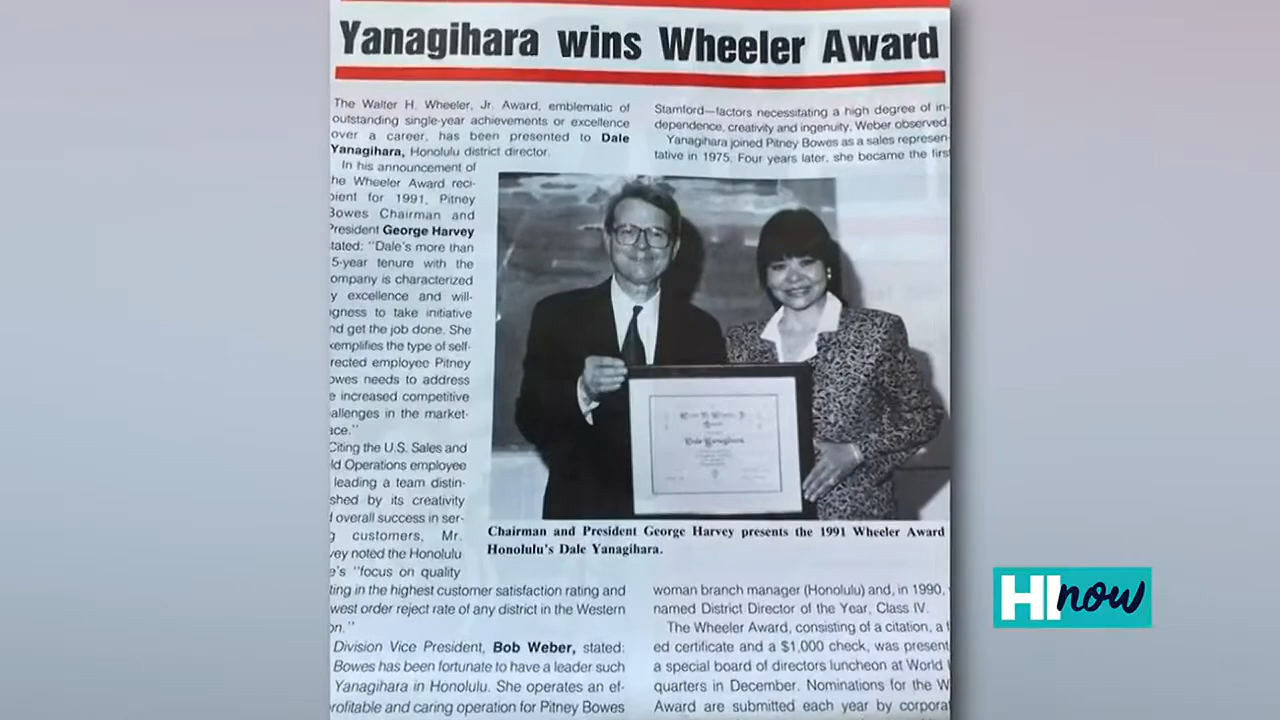 Yanagihara wins Wheeler Award
The Walter H. Wheeler, Jr. Award, emblematic of
outstanding single-year achievements or excellence
over a career, has been presented to Dale
Yanagihara, Honolulu district director.
In his announcement of
he Wheeler Award reci-
pient for 1991, Pitney
Bowes Chairman and
President George Harvey
tated: "Dale's more than
5-year tenure with the
ompany is characterized
y excellence and will-
gness to take initiative
nd get the job done. She
xemplifies the type of self-
rected employee Pitney
owes needs to address
e increased competitive
allenges in the market-
ace."
Citing the U.S. Sales and
ld Operations employee
leading a team distin-
shed by its creativity
l overall success in ser-
g customers, Mr.
vey noted the Honolulu
e's "focus on quality
ting in the highest customer satisfaction rating and
west order reject rate of any district in the Western
on."
Division Vice President, Bob Weber, stated:
Bowes has been fortunate to have a leader such
Yanagihara in Honolulu. She operates an ef-
rofitable and caring operation for Pitney Bowes
Stamford—factors necessitating a high degree of in-
dependence, creativity and ingenuity, Weber observed.
Yanagihara joined Pitney Bowes as a sales represen-
tative in 1975. Four years later, she became the first
Dale Yanagihara
Chairman and President George Harvey presents the 1991 Wheeler Award
Honolulu's Dale Yanagihara.
woman branch manager (Honolulu) and, in 1990,
named District Director of the Year, Class IV.
The Wheeler Award, consisting of a citation, a f
ed certificate and a $1,000 check, was present
a special board of directors luncheon at World
quarters in December. Nominations for the W
Award are submitted each year by corpora
HI now